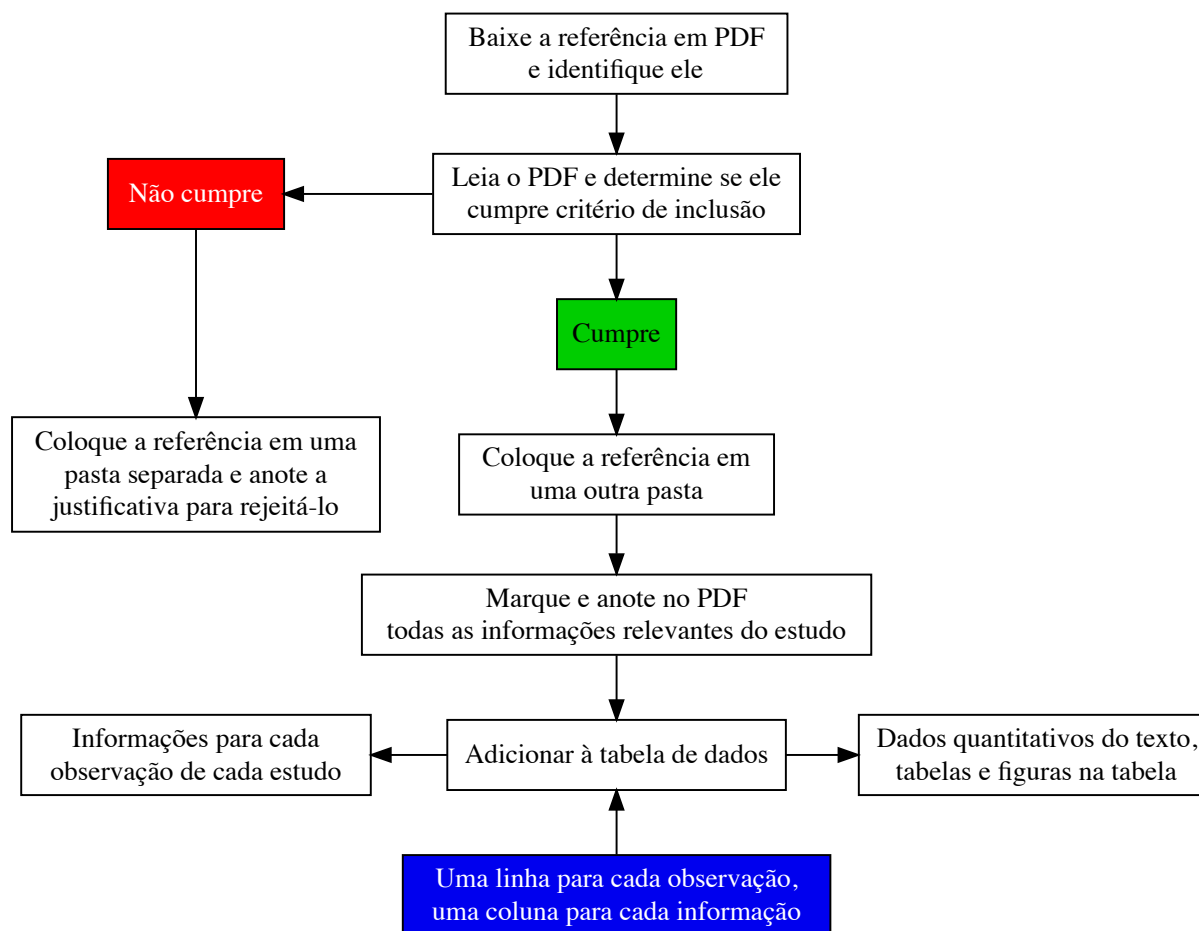 Baixe a referência em PDF
e identifique ele
Não cumpre
Leia o PDF e determine se ele
cumpre critério de inclusão
Cumpre
Coloque a referência em uma
pasta separada e anote a
justificativa para rejeitá-lo
Coloque a referência em
uma outra pasta
Marque e anote no PDF
todas as informações relevantes do estudo
Informações para cada
observação de cada estudo
Adicionar à tabela de dados
Dados quantitativos do texto,
tabelas e figuras na tabela
Uma linha para cada observação,
uma coluna para cada informação